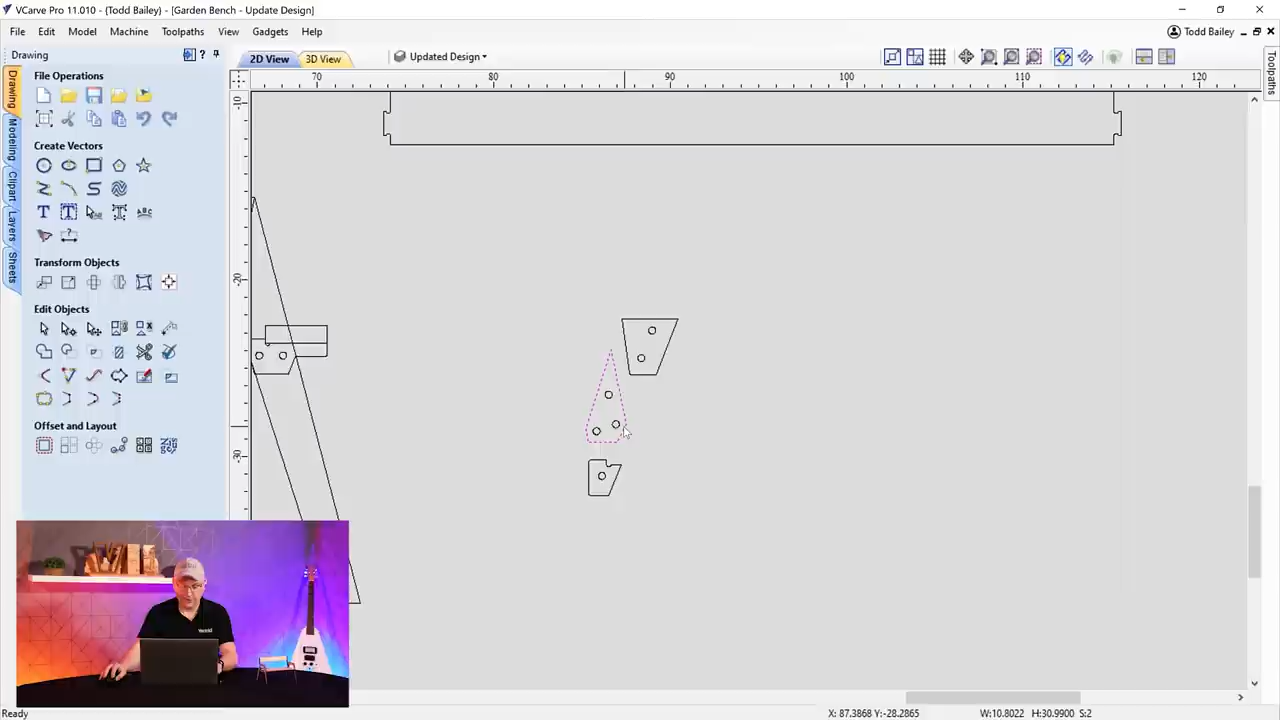 VCarve Pro 11.010 - {Todd Bailey} - [Garden Bench - Update Design]
File Edit Model Machine Toolpaths View Gadgets Help
Todd Bailey
Drawing
2D View
3D View
Updated Design
File Operations
Create Vectors
Transform Objects
Edit Objects
Offset and Layout
Drawing
Modeling
Clipart
Layers
Sheets
Toolpaths
70 80 90 100 110 120
-10
-20
-30
Ready
X: 87.3868 Y:-28.2865
W:10.8022 H:30.9900 S:2